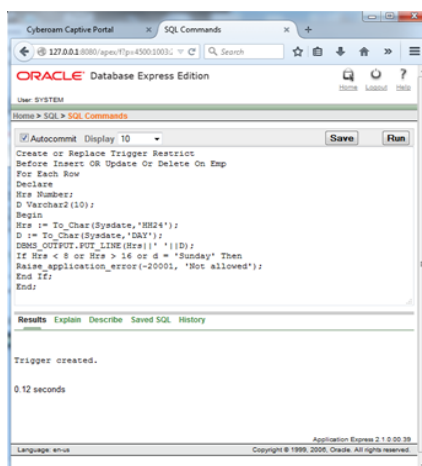 Cyberoam Captive Portal × SQL Commands × +
127.0.0.1:8080/apex/f?p=4500:1003:2 Search
ORACLE Database Express Edition
Home Logout Help
User: SYSTEM
Home > SQL > SQL Commands
Autocommit Display 10 Save Run
Create or Replace Trigger Restrict
Before Insert OR Update Or Delete On Emp
For Each Row
Declare
Hrs Number;
D Varchar2(10);
Begin
Hrs := To_Char(Sysdate,'HH24');
D := To_Char(Sysdate,'DAY');
DBMS_OUTPUT.PUT_LINE(Hrs||' '||D);
If Hrs < 8 or Hrs > 16 or d = 'Sunday' Then
Raise_application_error(-20001, 'Not allowed');
End If;
End;
Results Explain Describe Saved SQL History
Trigger created.
0.12 seconds
Application Express 2.1.0.00.39
Language: en-us Copyright © 1999, 2006, Oracle. All rights reserved.